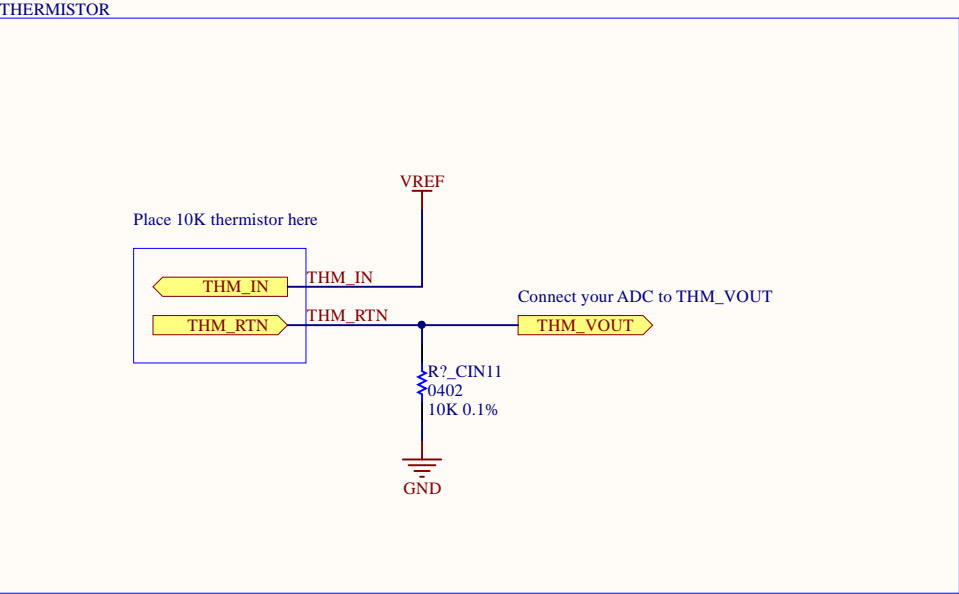 THERMISTOR
VREF
Place 10K thermistor here
THM_IN
THM_IN
Connect your ADC to THM_VOUT
THM_RTN
THM_RTN
THM_VOUT
R?_CIN11
0402
10K 0.1%
GND